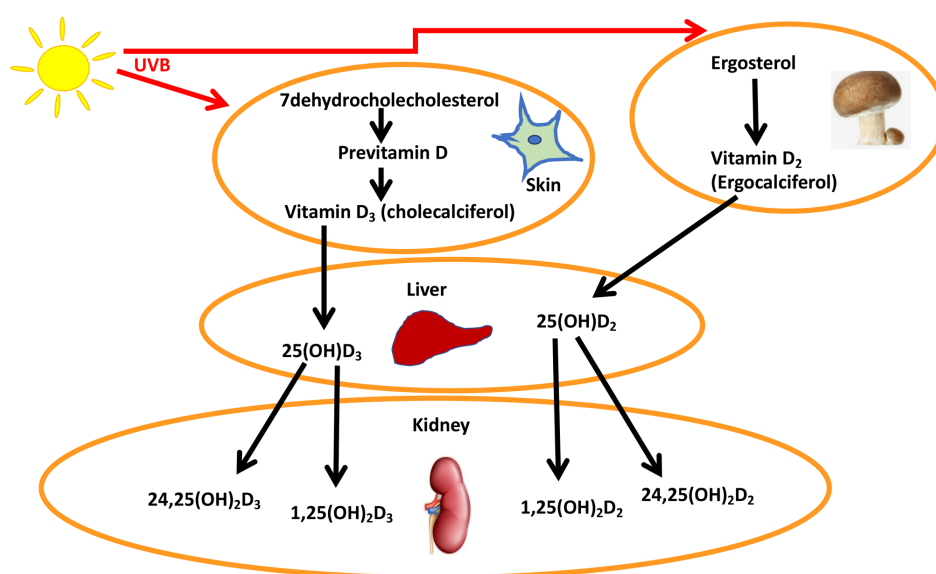 UVB
7dehydrocholecholesterol
Previtamin D
Skin
Vitamin D₃ (cholecalciferol)
Ergosterol
Vitamin D₂
(Ergocalciferol)
Liver
25(OH)D₃
25(OH)D₂
Kidney
24,25(OH)₂D₃
1,25(OH)₂D₃
1,25(OH)₂D₂
24,25(OH)₂D₂